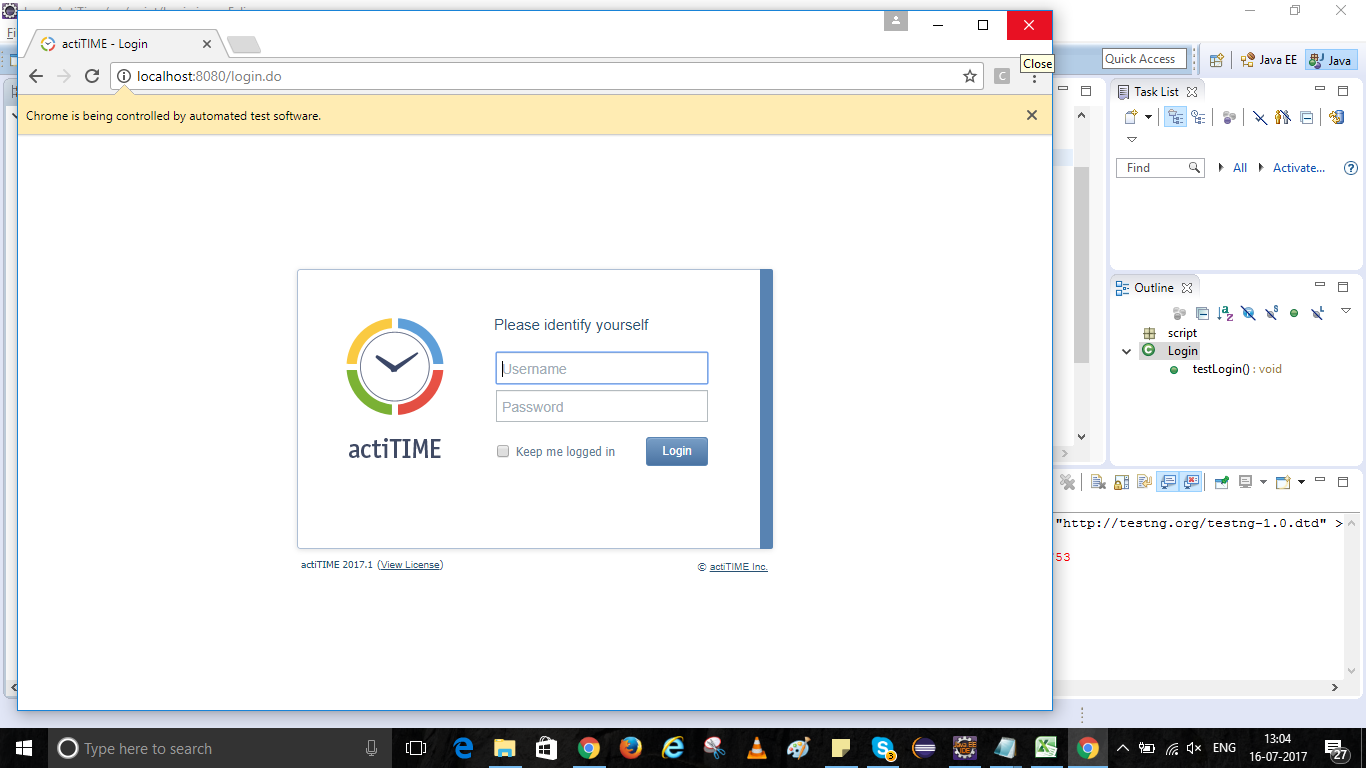 actiTIME - Login
localhost:8080/login.do
C
Close
Chrome is being controlled by automated test software.
Please identify yourself
Username
Password
Keep me logged in
Login
actiTIME
actiTIME 2017.1 (View License)
© actiTIME Inc.
Quick Access
Java EE
Java
Task List
Find
All
Activate...
Outline
script
Login
testLogin() : void
"http://testng.org/testng-1.0.dtd" >
53
Type here to search
3
ENG
13:04
16-07-2017
27